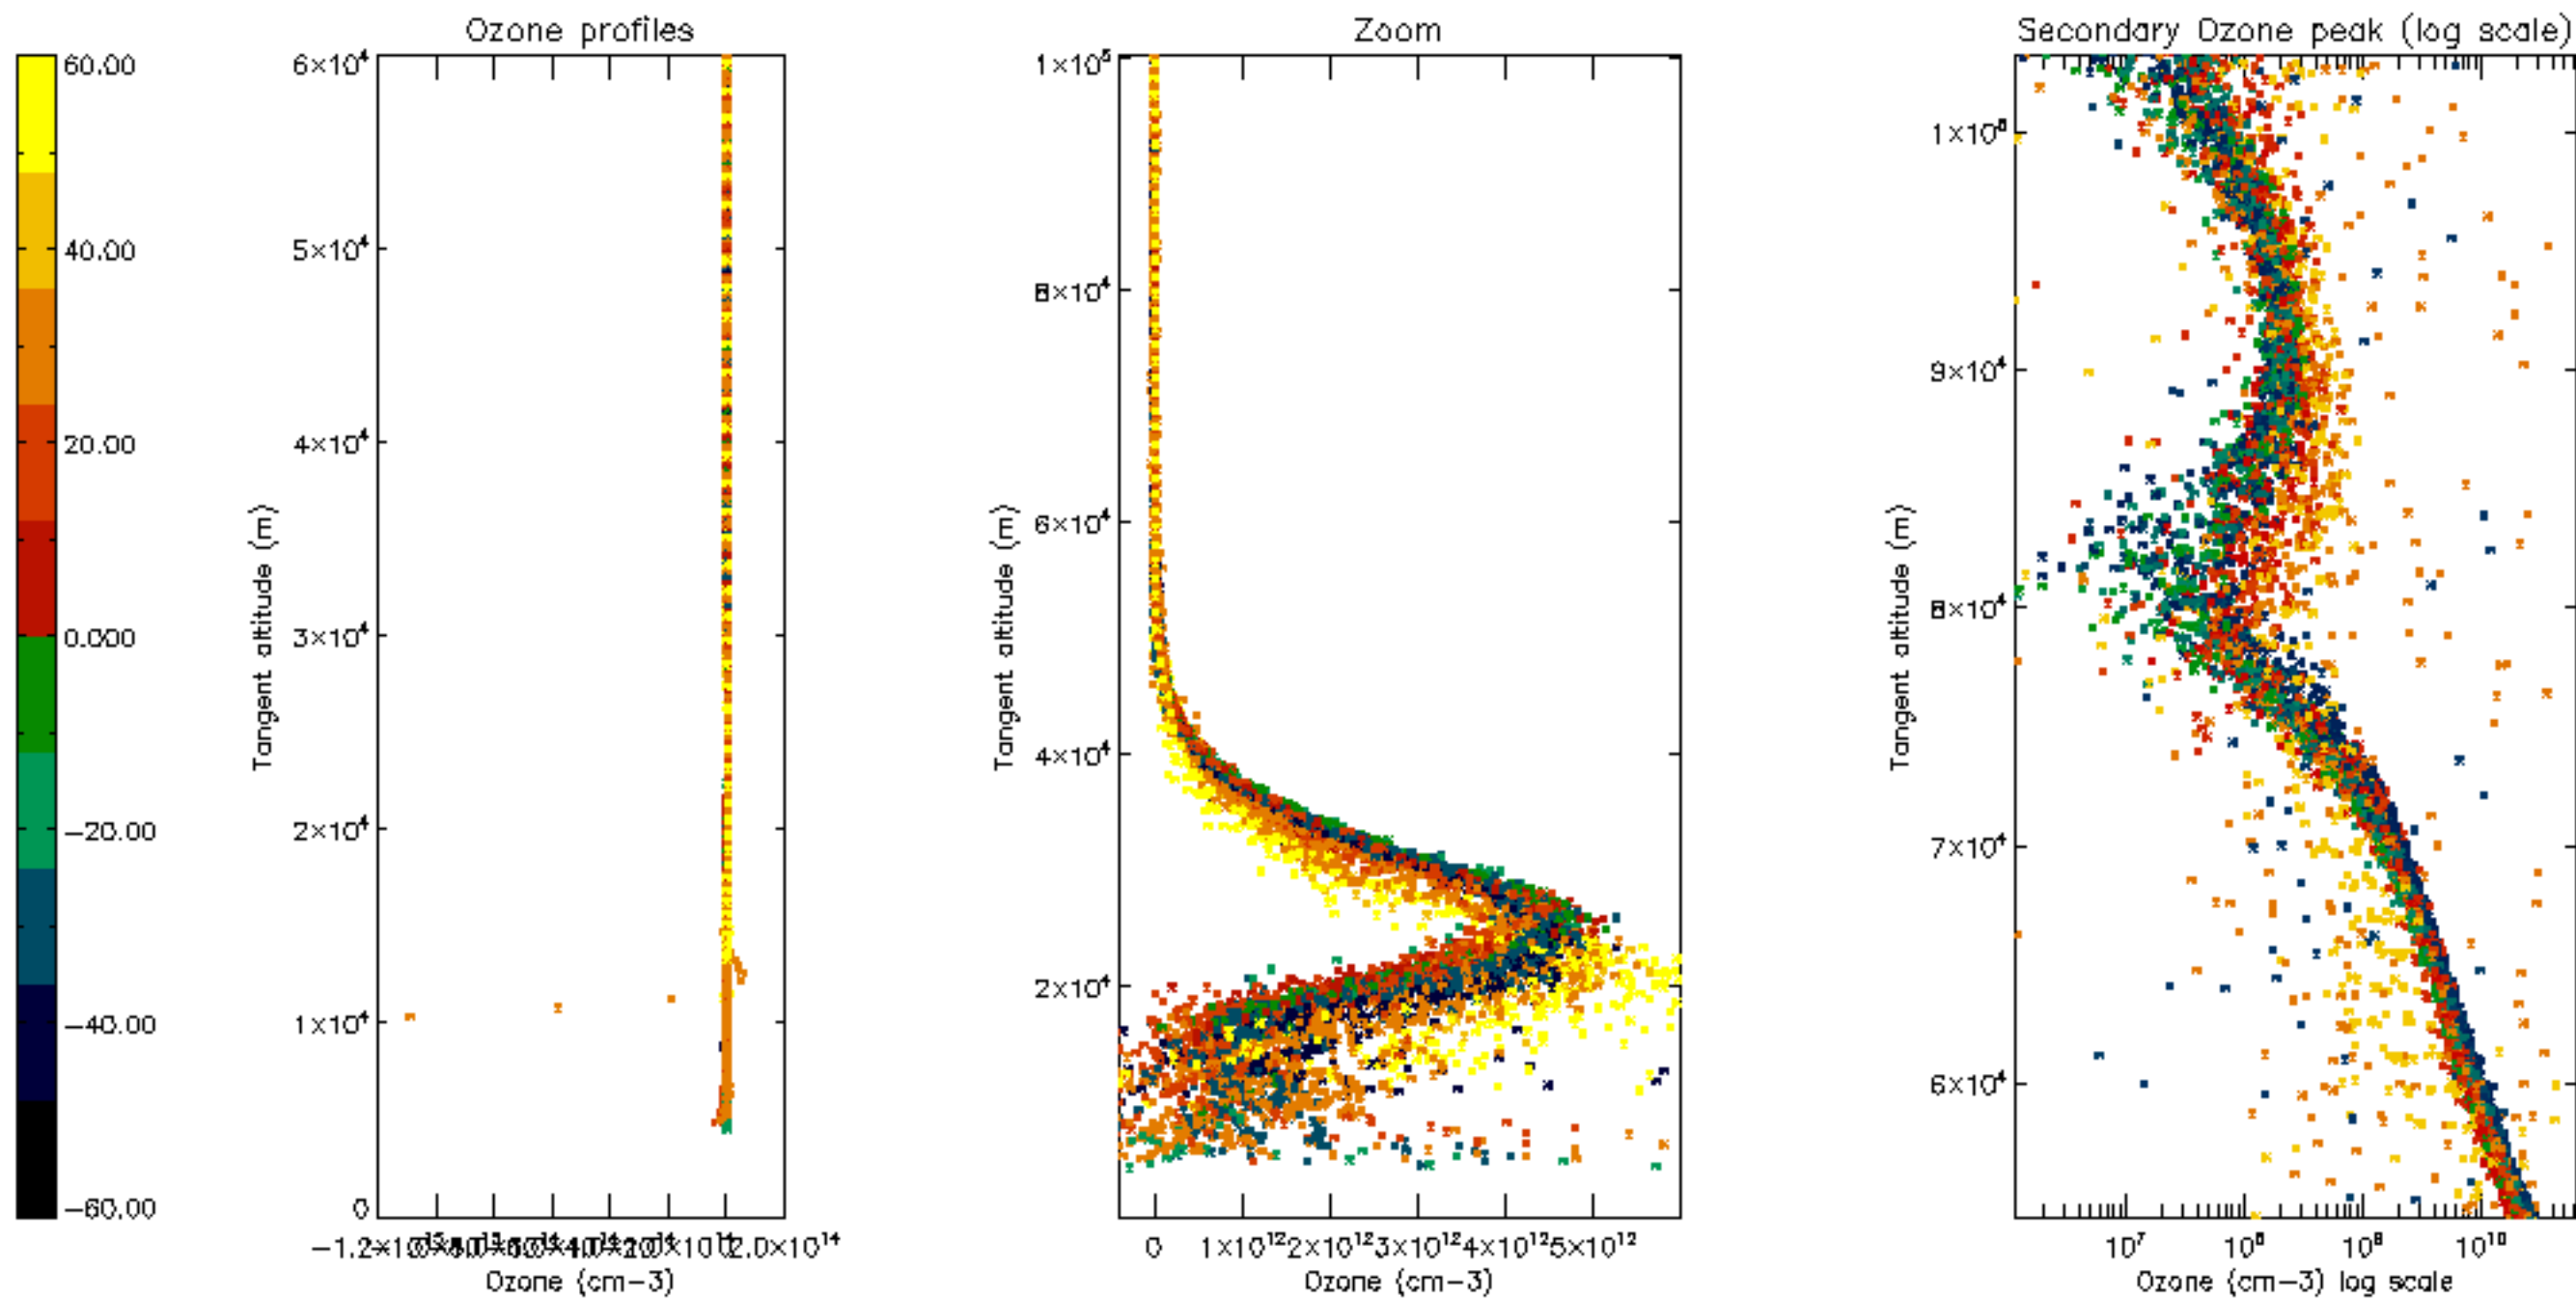 Ozone profiles
Zoom
Secondary Ozone peak (log scale)
60.00
40.00
20.00
0.000
−20.00
−40.00
−60.00
Tangent altitude (m)
6×10⁴
5×10⁴
4×10⁴
3×10⁴
2×10⁴
1×10⁴
0
2.0×10¹⁴
Ozone (cm−3)
Tangent altitude (m)
1×10⁵
8×10⁴
6×10⁴
4×10⁴
2×10⁴
0 1×10¹² 2×10¹² 3×10¹² 4×10¹² 5×10¹²
Ozone (cm−3)
Tangent altitude (m)
9×10⁴
8×10⁴
7×10⁴
6×10⁴
10⁷ 10⁸ 10⁹ 10¹⁰
Ozone (cm−3) log scale